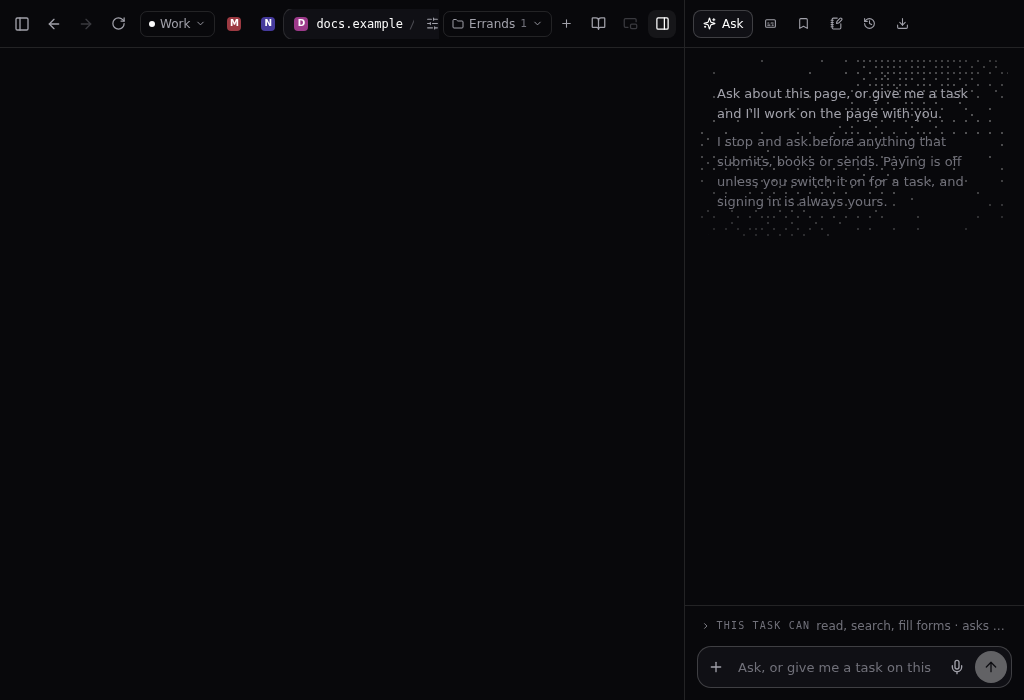 Work
M
N
D
docs.example /
Errands 1
Ask
Ask about this page, or give me a task
and I'll work on the page with you.
I stop and ask before anything that
submits, books or sends. Paying is off
unless you switch it on for a task, and
signing in is always yours.
THIS TASK CAN read, search, fill forms · asks …
Ask, or give me a task on this